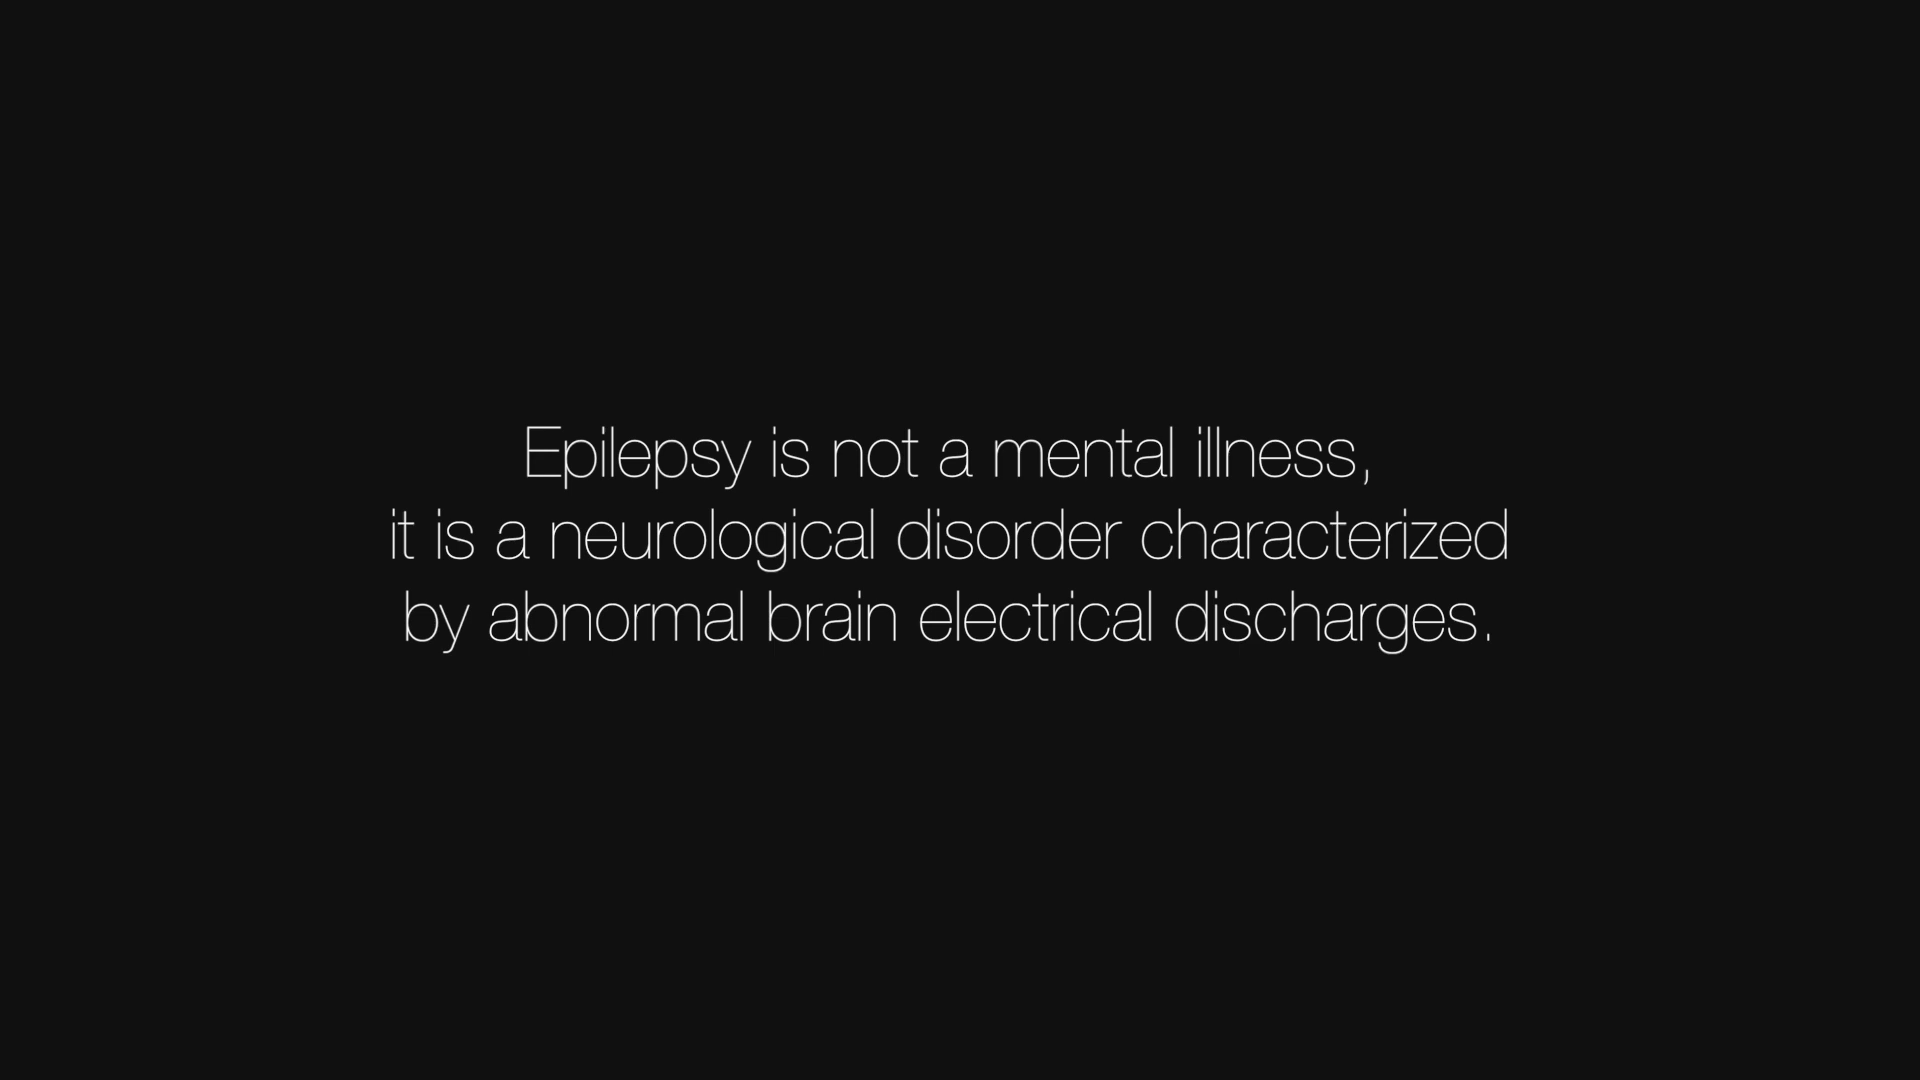 Epilepsy is not a mental illness,
it is a neurological disorder characterized
by abnormal brain electrical discharges.